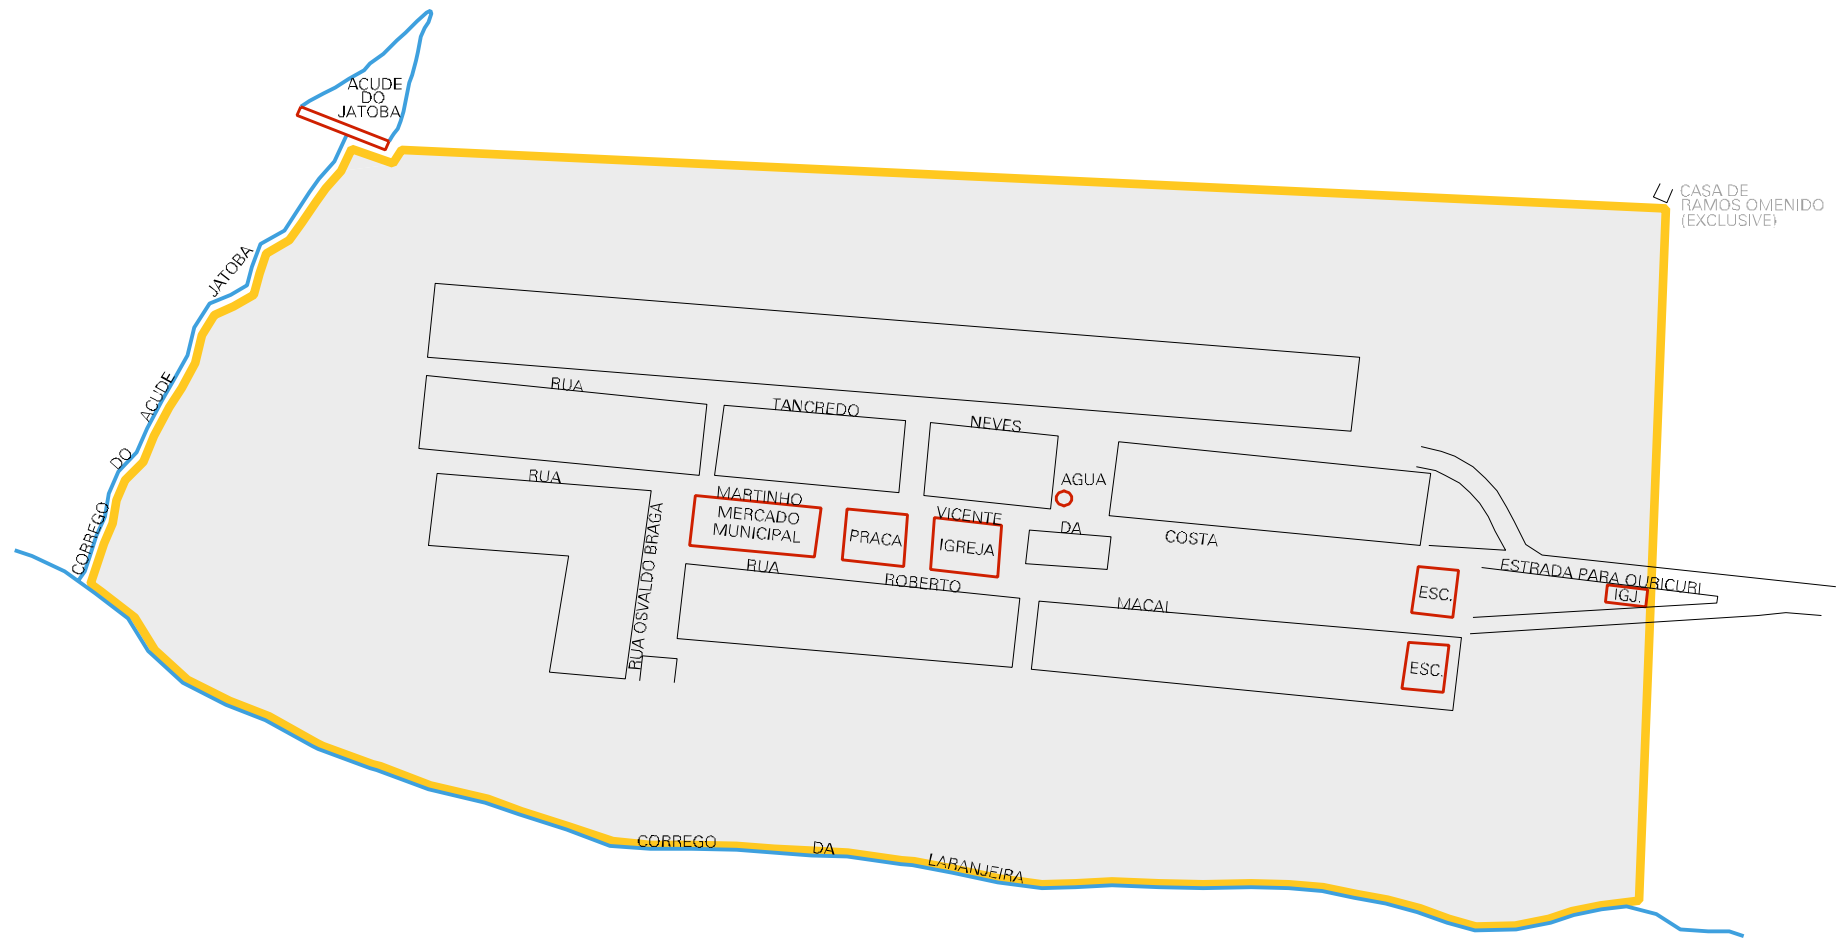 ACUDE
DO
JATOBA
CASA DE
RAMOS OMENIDO
(EXCLUSIVE)
CORREGO DO ACUDE JATOBA
RUA TANCREDO NEVES
RUA MARTINHO VICENTE DA COSTA
AGUA
MERCADO
MUNICIPAL
PRACA
IGREJA
RUA ROBERTO MACAL
RUA OSVALDO BRAGA
ESTRADA PARA OURICURI
ESC.
IGJ.
ESC.
CORREGO DA LARANJEIRA